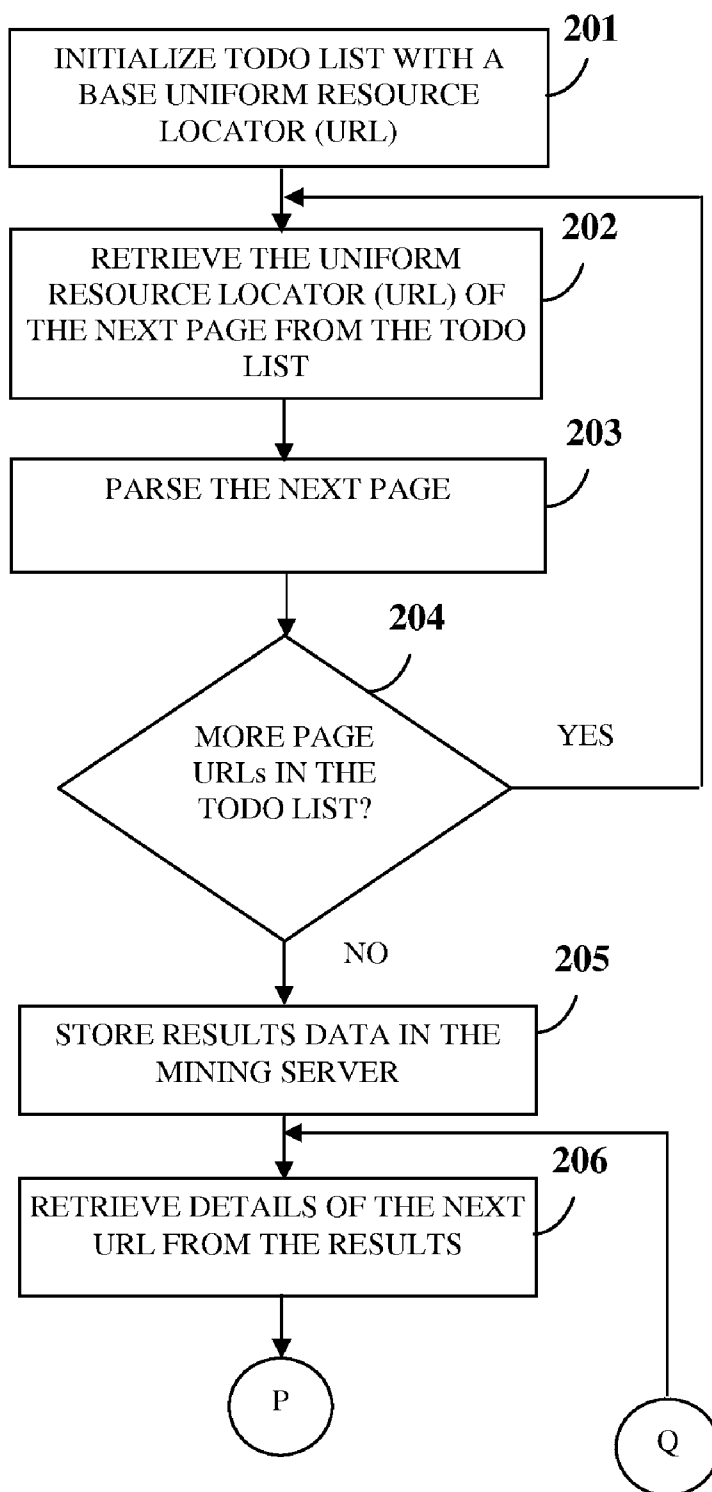 201
INITIALIZE TODO LIST WITH A
BASE UNIFORM RESOURCE
LOCATOR (URL)
202
RETRIEVE THE UNIFORM
RESOURCE LOCATOR (URL) OF
THE NEXT PAGE FROM THE TODO
LIST
203
PARSE THE NEXT PAGE
204
MORE PAGE
URLs IN THE
TODO LIST?
YES
NO
205
STORE RESULTS DATA IN THE
MINING SERVER
206
RETRIEVE DETAILS OF THE NEXT
URL FROM THE RESULTS
P
Q